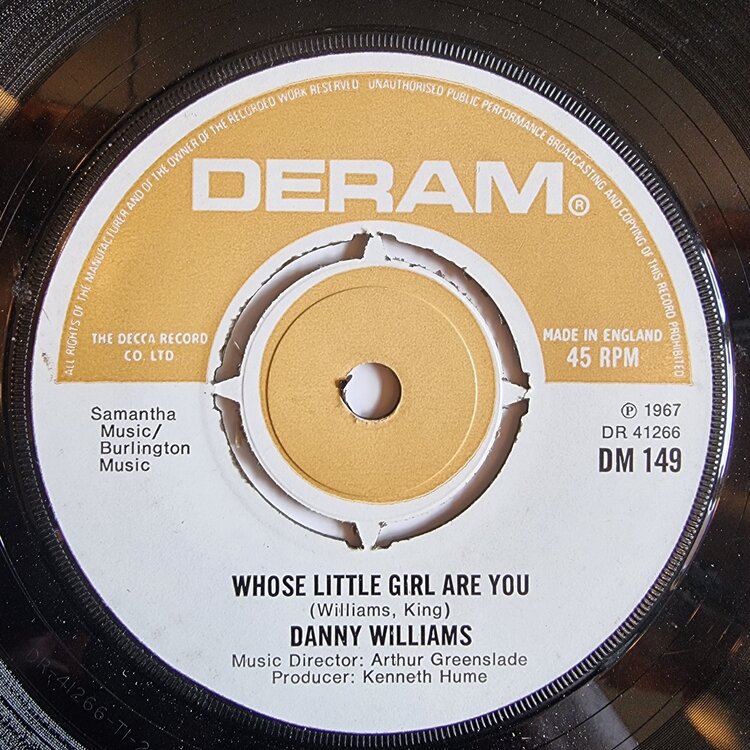 ALL RIGHTS OF THE MANUFACTURER AND OF THE OWNER OF THE RECORDED WORK RESERVED UNAUTHORISED PUBLIC PERFORMANCE BROADCASTING AND COPYING OF THIS RECORD PROHIBITED
DERAM®
THE DECCA RECORD
CO. LTD
MADE IN ENGLAND
45 RPM
Samantha
Music/
Burlington
Music
℗ 1967
DR 41266
DM 149
WHOSE LITTLE GIRL ARE YOU
(Williams, King)
DANNY WILLIAMS
Music Director: Arthur Greenslade
Producer: Kenneth Hume
DR-41266-T1-